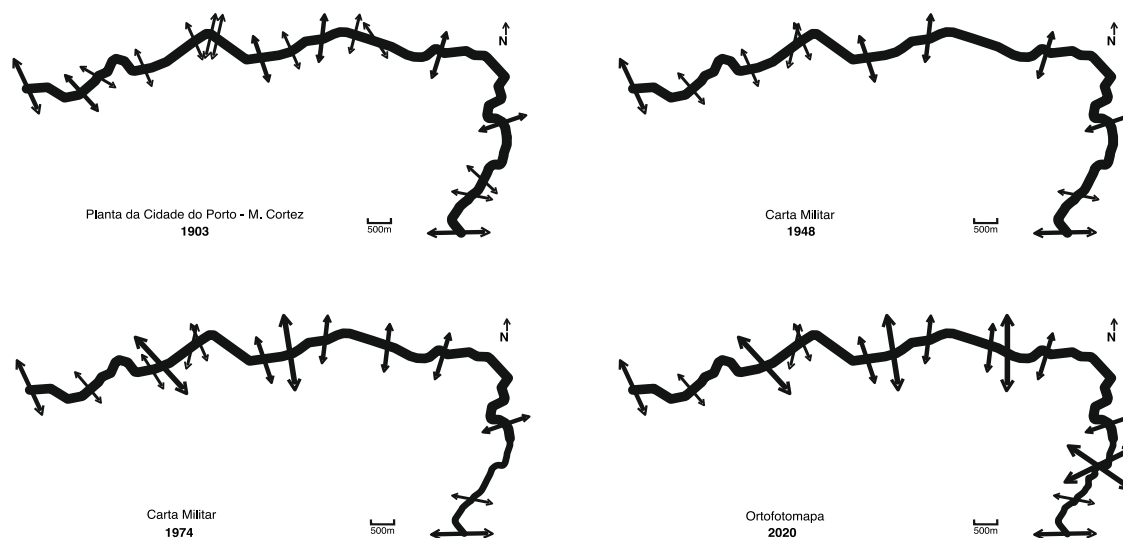 N
Planta da Cidade do Porto - M. Cortez
1903
500m
N
Carta Militar
1948
500m
N
Carta Militar
1974
500m
N
Ortofotomapa
2020
500m